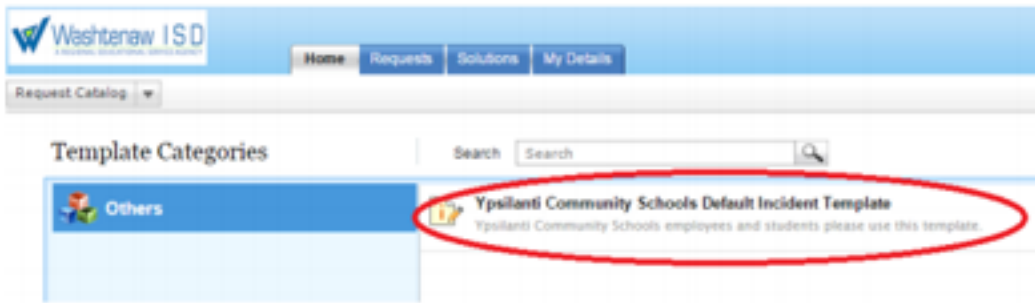 Washtenaw ISD
A REGIONAL EDUCATIONAL SERVICE AGENCY
Home Requests Solutions My Details
Request Catalog
Template Categories
Search Search
Others
Ypsilanti Community Schools Default Incident Template
Ypsilanti Community Schools employees and students please use this template.